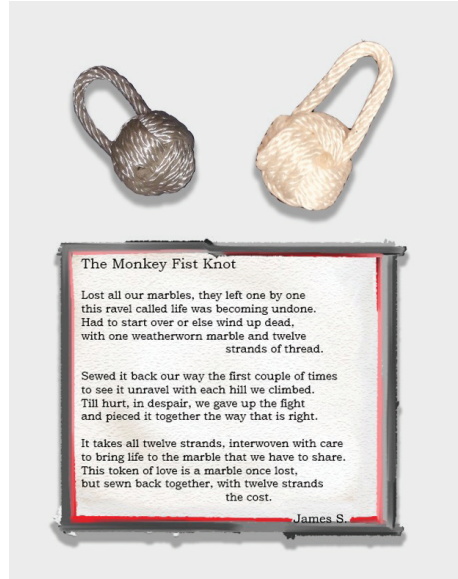 The Monkey Fist Knot
Lost all our marbles, they left one by one
this ravel called life was becoming undone.
Had to start over or else wind up dead,
with one weatherworn marble and twelve
strands of thread.
Sewed it back our way the first couple of times
to see it unravel with each hill we climbed.
Till hurt, in despair, we gave up the fight
and pieced it together the way that is right.
It takes all twelve strands, interwoven with care
to bring life to the marble that we have to share.
This token of love is a marble once lost,
but sewn back together, with twelve strands
the cost.
James S.